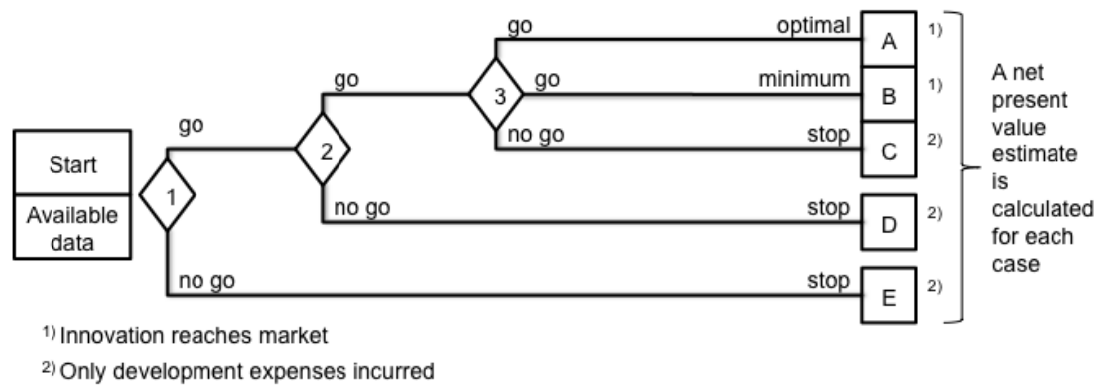 go optimal A 1)
go
go minimum B 1)
3
no go stop C 2)
go
2
no go stop D 2)
Start
Available
data
1
no go stop E 2)
A net
present
value
estimate
is
calculated
for each
case
1) Innovation reaches market
2) Only development expenses incurred